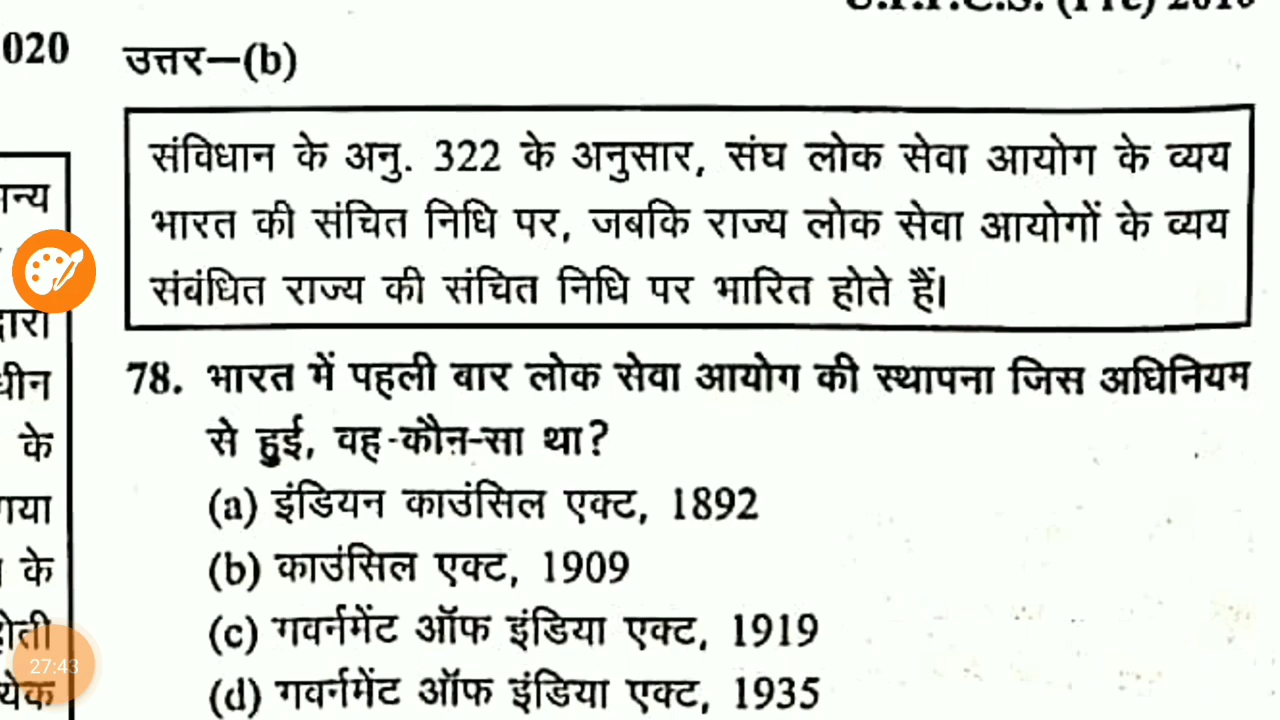 020
उत्तर–(b)
संविधान के अनु. 322 के अनुसार, संघ लोक सेवा आयोग के व्यय
भारत की संचित निधि पर, जबकि राज्य लोक सेवा आयोगों के व्यय
संबंधित राज्य की संचित निधि पर भारित होते हैं।
78. भारत में पहली बार लोक सेवा आयोग की स्थापना जिस अधिनियम
से हुई, वह कौन-सा था?
(a) इंडियन काउंसिल एक्ट, 1892
(b) काउंसिल एक्ट, 1909
(c) गवर्नमेंट ऑफ इंडिया एक्ट, 1919
(d) गवर्नमेंट ऑफ इंडिया एक्ट, 1935
के
गया
के
27:43